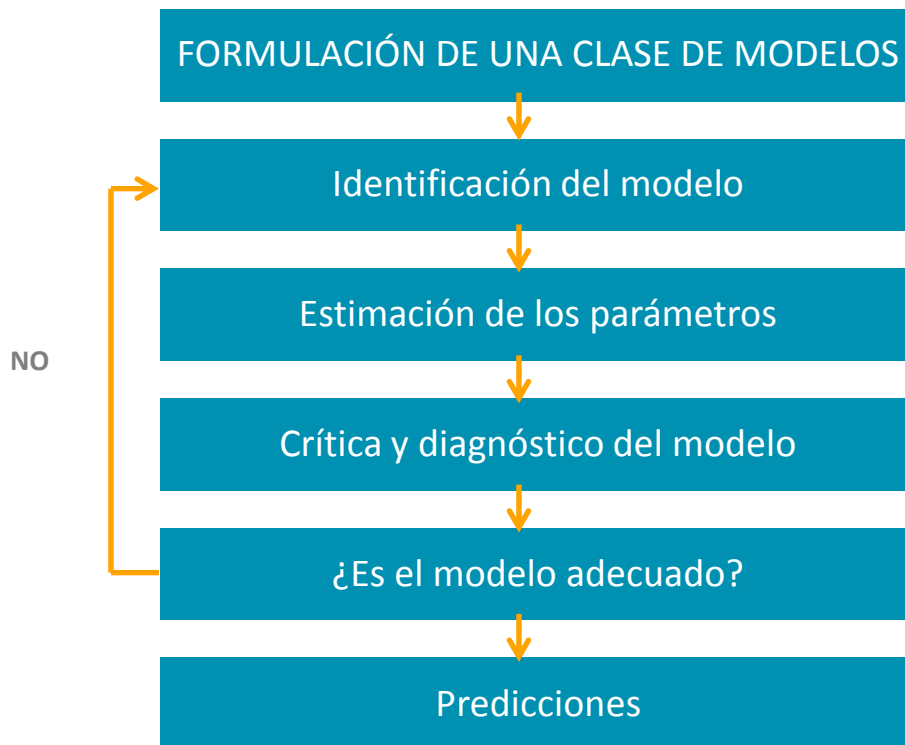 FORMULACIÓN DE UNA CLASE DE MODELOS
Identificación del modelo
Estimación de los parámetros
NO
Crítica y diagnóstico del modelo
¿Es el modelo adecuado?
Predicciones